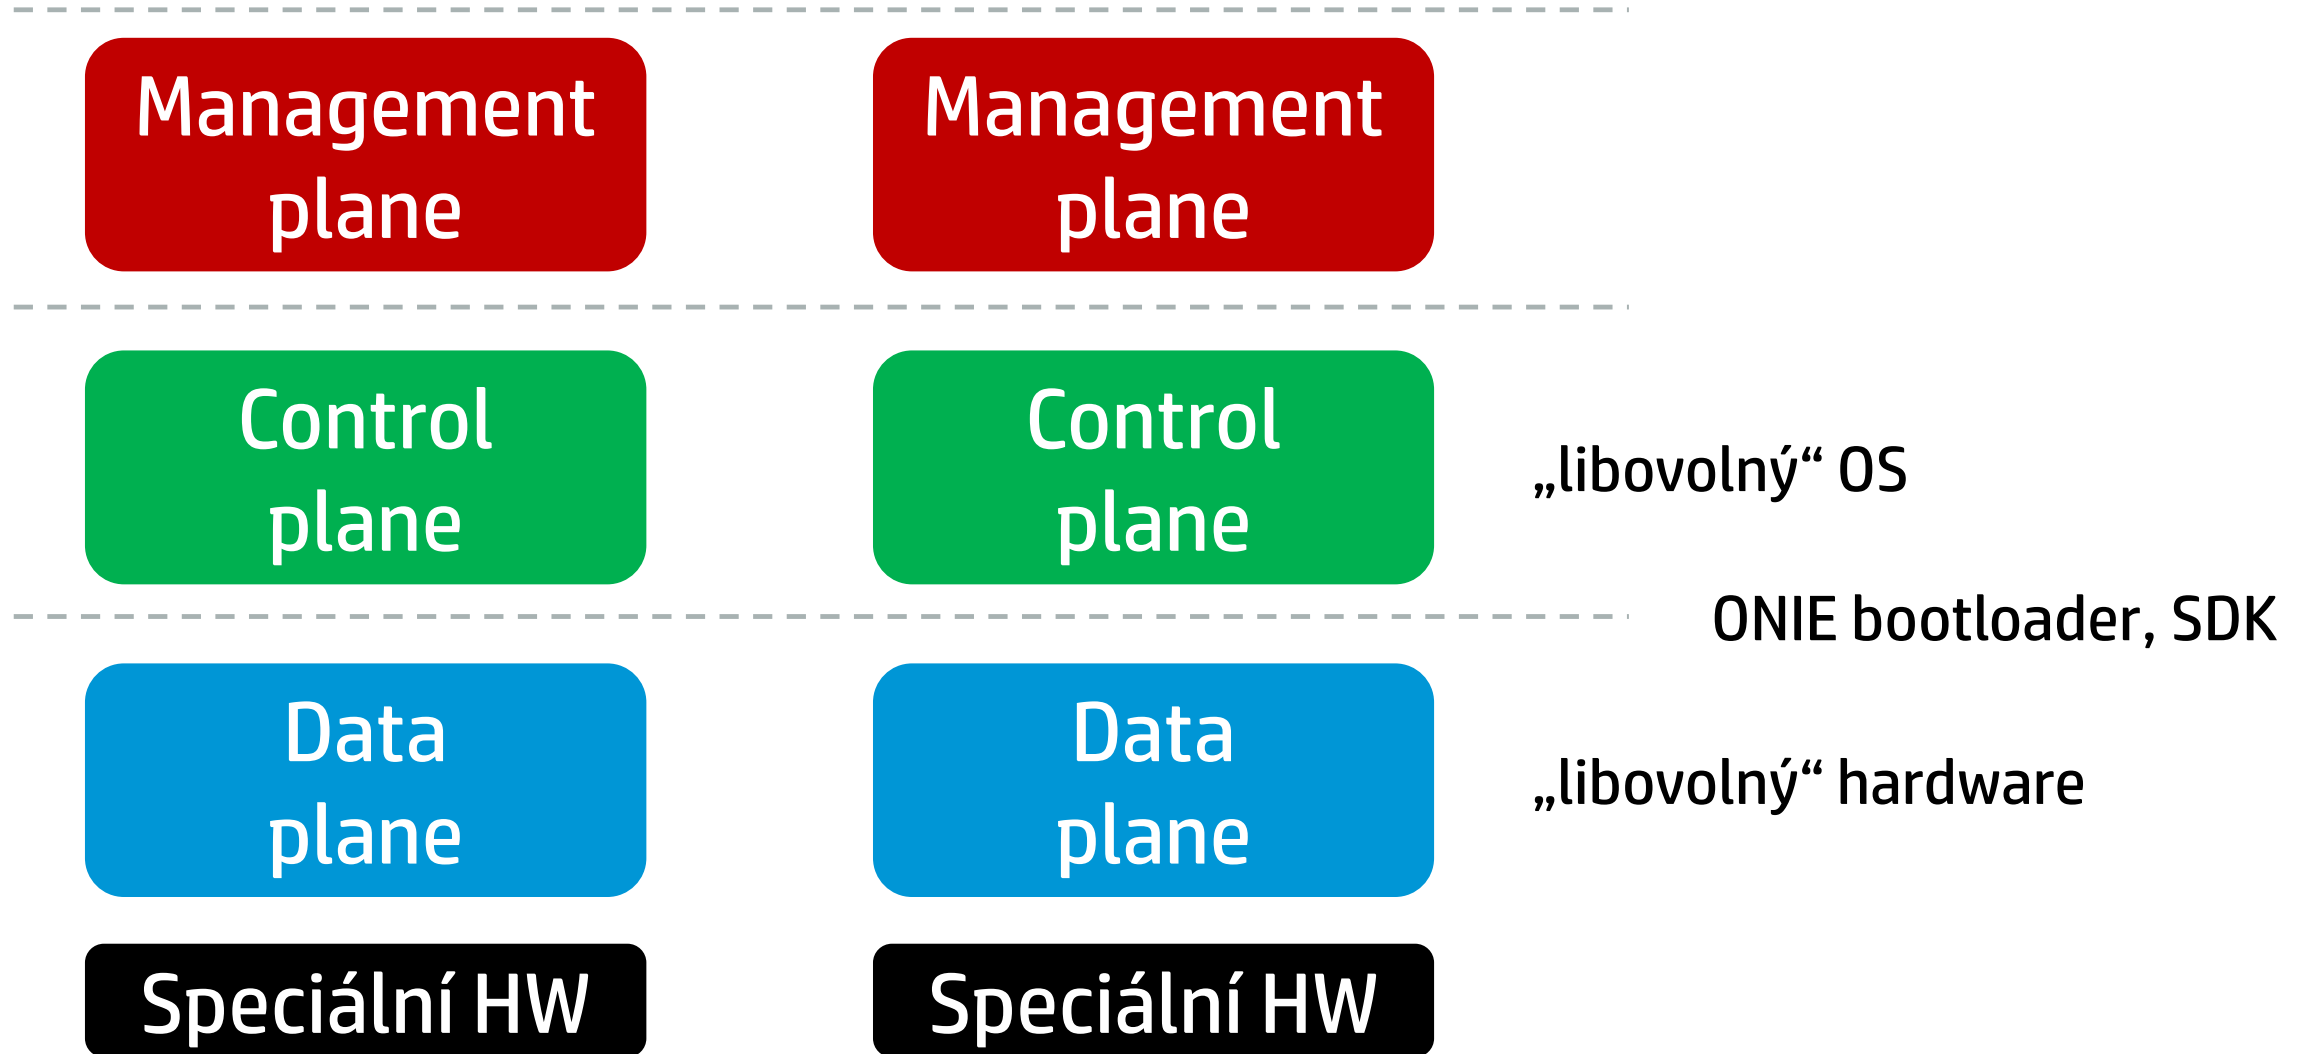 Management
plane
Management
plane
Control
plane
Control
plane
„libovolný“ OS
ONIE bootloader, SDK
Data
plane
Data
plane
„libovolný“ hardware
Speciální HW
Speciální HW